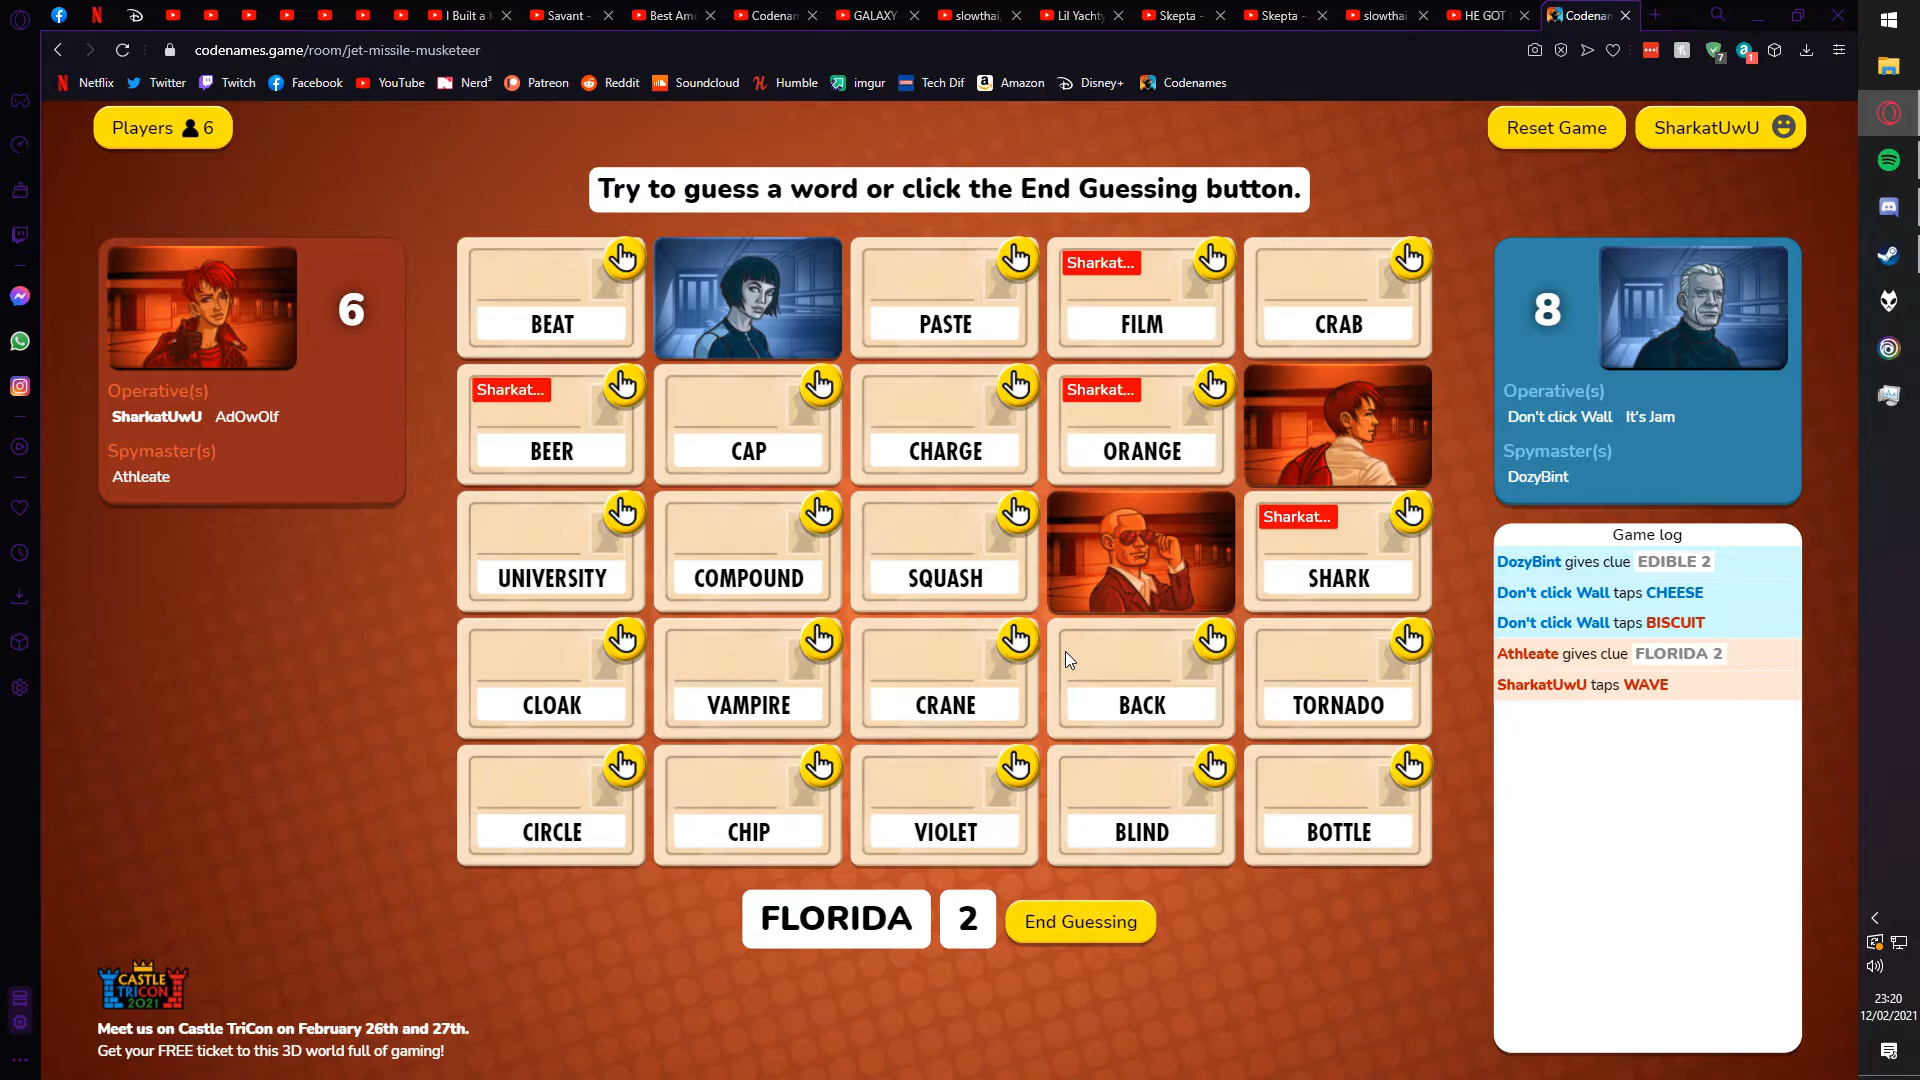 I Built a
Savant -
Best Am
Codenam
GALAXY
slowthai,
Lil Yachty
Skepta -
Skepta -
slowthai
HE GOT
Codenam
codenames.game/room/jet-missile-musketeer
7
1
Netflix
Twitter
Twitch
Facebook
YouTube
Nerd³
Patreon
Reddit
Soundcloud
Humble
imgur
Tech Dif
Amazon
Disney+
Codenames
Players 6
Reset Game
SharkatUwU
Try to guess a word or click the End Guessing button.
6
Operative(s)
SharkatUwU AdOwOlf
Spymaster(s)
Athleate
BEAT
PASTE
Sharkat...
FILM
CRAB
Sharkat...
BEER
CAP
CHARGE
Sharkat...
ORANGE
UNIVERSITY
COMPOUND
SQUASH
Sharkat...
SHARK
CLOAK
VAMPIRE
CRANE
BACK
TORNADO
CIRCLE
CHIP
VIOLET
BLIND
BOTTLE
8
Operative(s)
Don't click Wall It's Jam
Spymaster(s)
DozyBint
Game log
DozyBint gives clue EDIBLE 2
Don't click Wall taps CHEESE
Don't click Wall taps BISCUIT
Athleate gives clue FLORIDA 2
SharkatUwU taps WAVE
FLORIDA
2
End Guessing
CASTLE
TRICON
2021
Meet us on Castle TriCon on February 26th and 27th.
Get your FREE ticket to this 3D world full of gaming!
23:20
12/02/2021